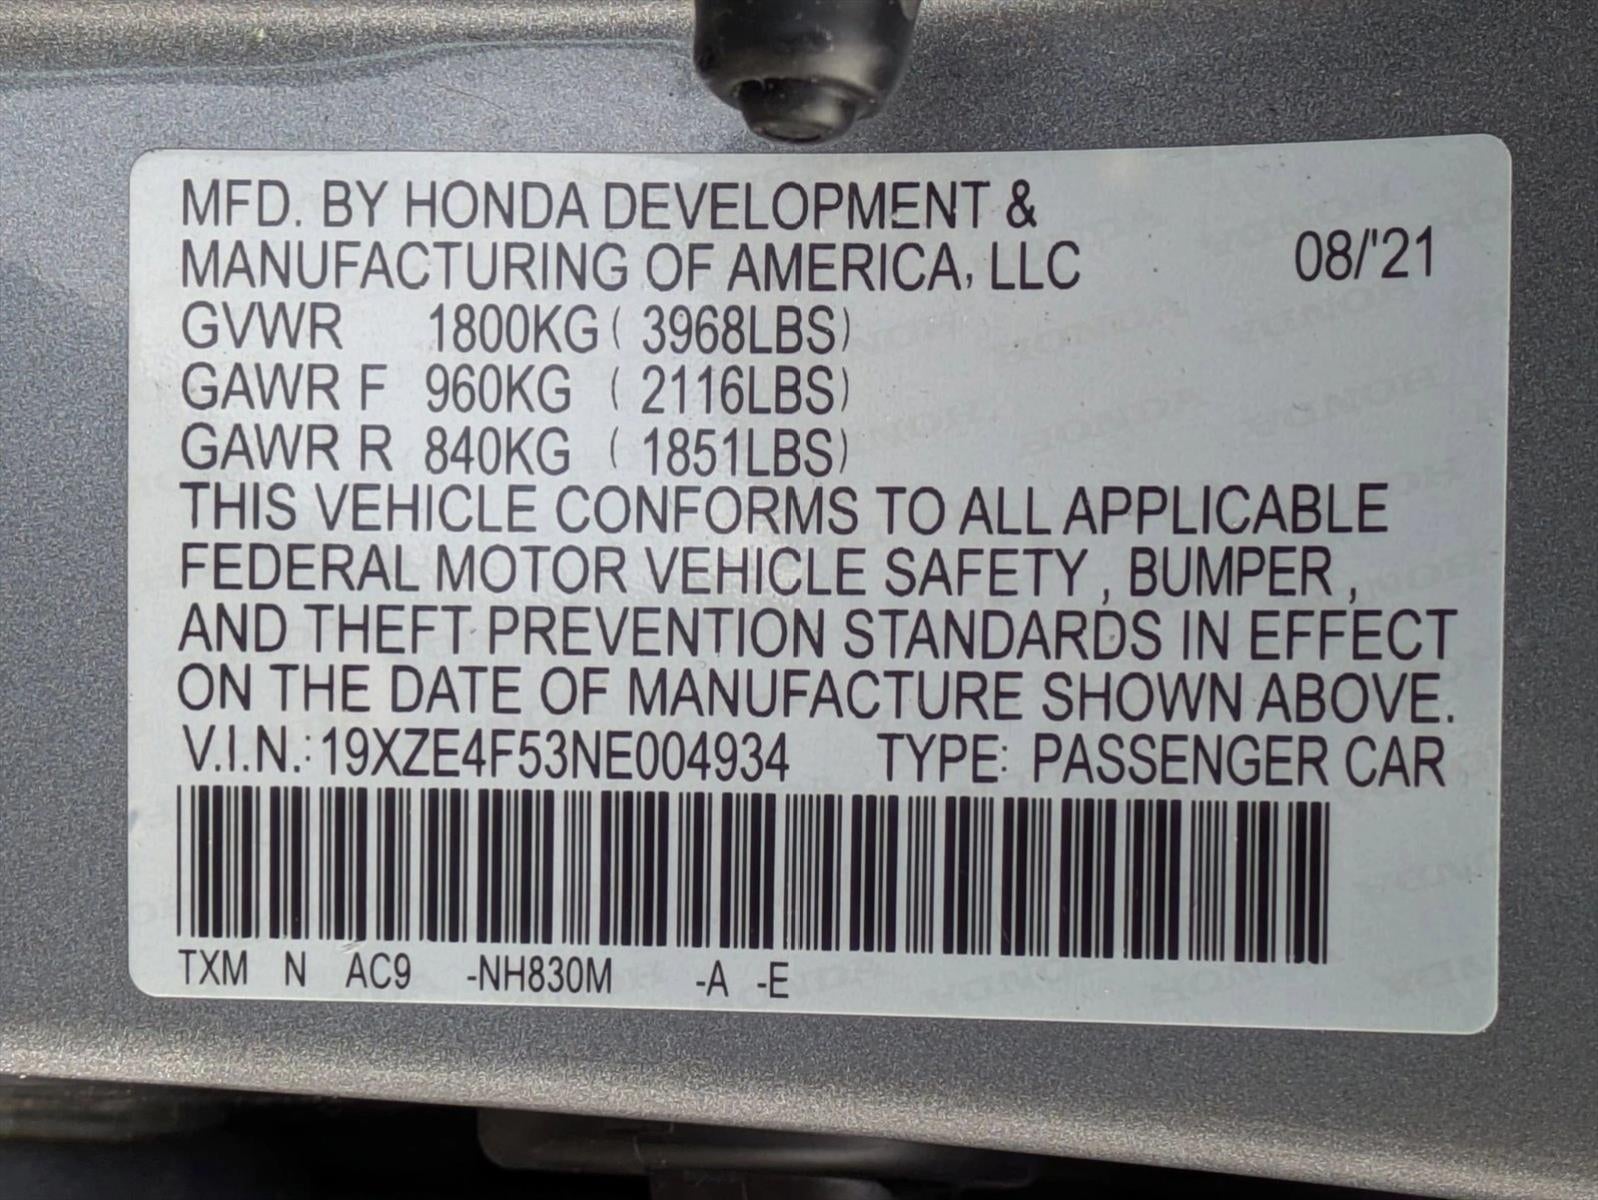 MFD. BY HONDA DEVELOPMENT &
MANUFACTURING OF AMERICA, LLC 08/'21
GVWR 1800KG ( 3968LBS)
GAWR F 960KG ( 2116LBS)
GAWR R 840KG ( 1851LBS)
THIS VEHICLE CONFORMS TO ALL APPLICABLE
FEDERAL MOTOR VEHICLE SAFETY , BUMPER ,
AND THEFT PREVENTION STANDARDS IN EFFECT
ON THE DATE OF MANUFACTURE SHOWN ABOVE.
V.I.N.: 19XZE4F53NE004934 TYPE: PASSENGER CAR
TXM N AC9 -NH830M -A -E